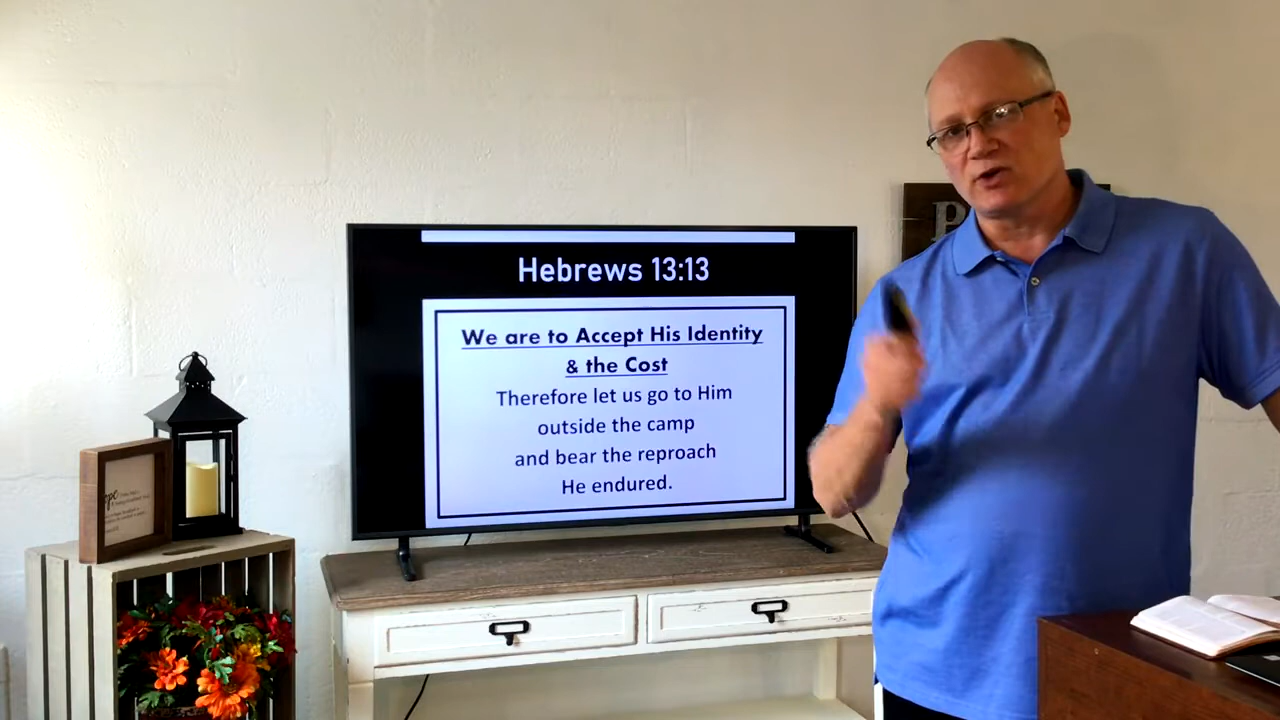 Hebrews 13:13
We are to Accept His Identity
& the Cost
Therefore let us go to Him
outside the camp
and bear the reproach
He endured.